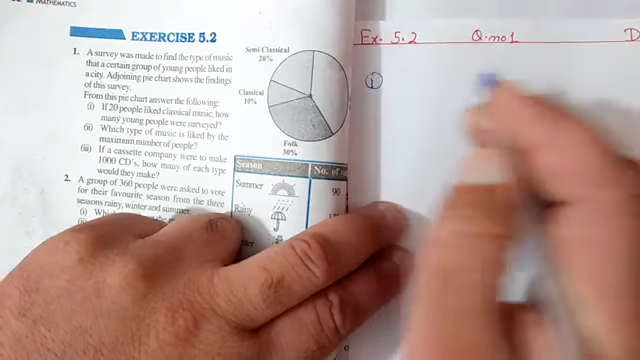 MATHEMATICS
EXERCISE 5.2
1. A survey was made to find the type of music
that a certain group of young people liked in
a city. Adjoining pie chart shows the findings
of this survey.
From this pie chart answer the following:
(i) If 20 people liked classical music, how
many young people were surveyed?
(ii) Which type of music is liked by the
maximum number of people?
(iii) If a cassette company were to make
1000 CD's, how many of each type
would they make?
2. A group of 360 people were asked to vote
for their favourite season from the three
seasons rainy, winter and summer.
(i)
Semi Classical
20%
Classical
10%
Folk
30%
Season
No. of
Summer
90
Rainy
Ex. 5.2 Q.no1 D
(i)